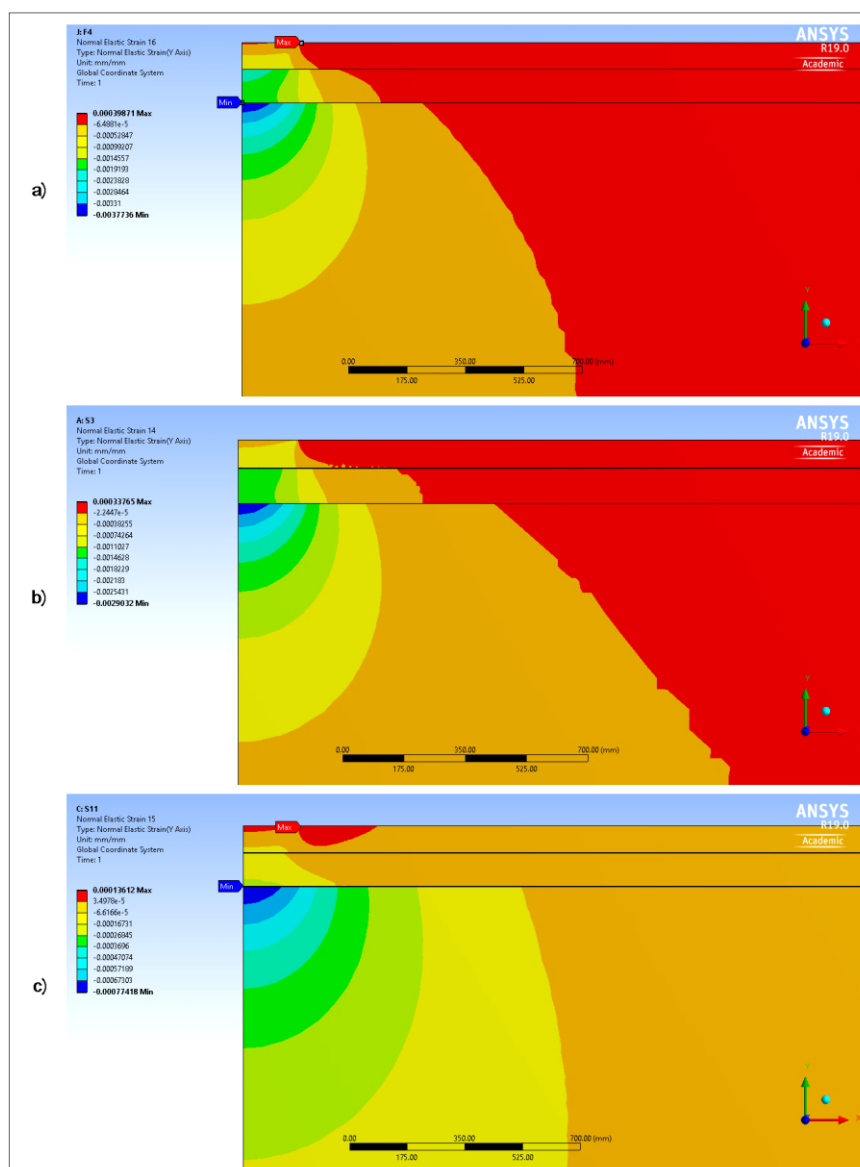 a)
J: F4
Normal Elastic Strain 16
Type: Normal Elastic Strain(Y Axis)
Unit: mm/mm
Global Coordinate System
Time: 1
0.00039871 Max
-6.4881e-5
-0.00052847
-0.00099207
-0.0014557
-0.0019193
-0.0023828
-0.0028464
-0.00331
-0.0037736 Min
Max
Min
ANSYS
R19.0
Academic
Y
0.00 350.00 700.00 (mm)
175.00 525.00
b)
A: S3
Normal Elastic Strain 14
Type: Normal Elastic Strain(Y Axis)
Unit: mm/mm
Global Coordinate System
Time: 1
0.00033765 Max
-2.2447e-5
-0.00038255
-0.00074264
-0.0011027
-0.0014628
-0.0018229
-0.002183
-0.0025431
-0.0029032 Min
ANSYS
R19.0
Academic
Y
0.00 350.00 700.00 (mm)
175.00 525.00
c)
C: S11
Normal Elastic Strain 15
Type: Normal Elastic Strain(Y Axis)
Unit: mm/mm
Global Coordinate System
Time: 1
0.00013612 Max
3.4978e-5
-6.6166e-5
-0.00016731
-0.00026845
-0.0003696
-0.00047074
-0.00057189
-0.00067303
-0.00077418 Min
Max
Min
ANSYS
R19.0
Academic
Y
X
0.00 350.00 700.00 (mm)
175.00 525.00